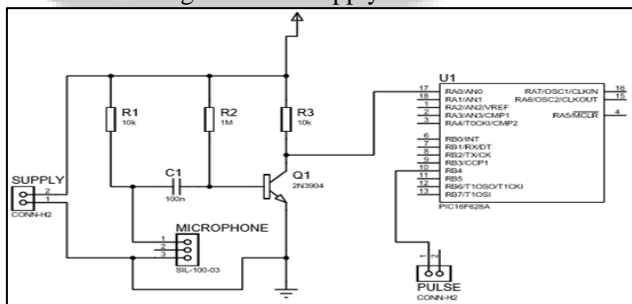 U1
R1
10k
R2
1M
R3
10k
C1
100n
Q1
2N3904
SUPPLY
2
1
CONN-H2
MICROPHONE
1
2
3
SIL-100-03
17 RA0/AN0
18 RA1/AN1
1 RA2/AN2/VREF
2 RA3/AN3/CMP1
3 RA4/T0CKI/CMP2
6 RB0/INT
7 RB1/RX/DT
8 RB2/TX/CK
9 RB3/CCP1
10 RB4
11 RB5
12 RB6/T1OSO/T1CKI
13 RB7/T1OSI
RA7/OSC1/CLKIN 16
RA6/OSC2/CLKOUT 15
RA5/MCLR 4
PIC16F628A
1
2
PULSE
CONN-H2